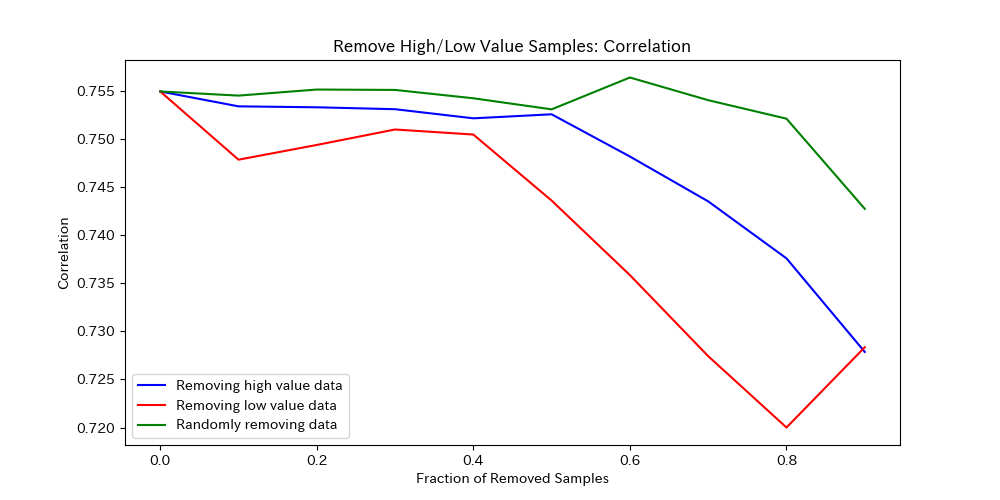 Remove High/Low Value Samples: Correlation
Correlation
0.755
0.750
0.745
0.740
0.735
0.730
0.725
0.720
Removing high value data
Removing low value data
Randomly removing data
0.0 0.2 0.4 0.6 0.8
Fraction of Removed Samples